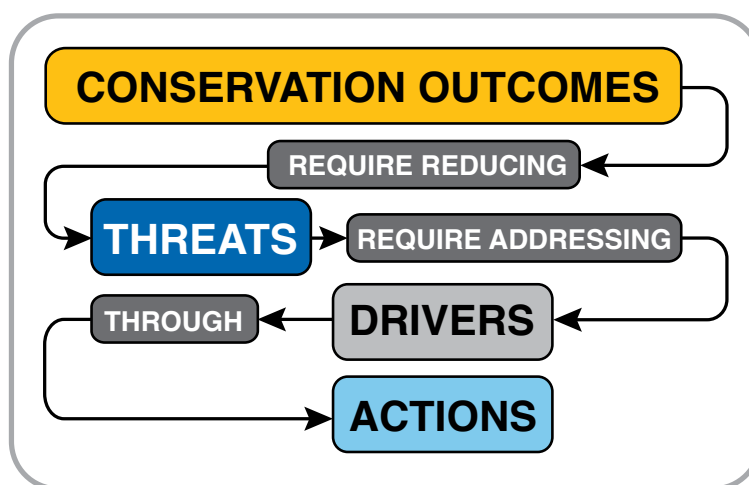 CONSERVATION OUTCOMES
REQUIRE REDUCING
THREATS
REQUIRE ADDRESSING
DRIVERS
THROUGH
ACTIONS